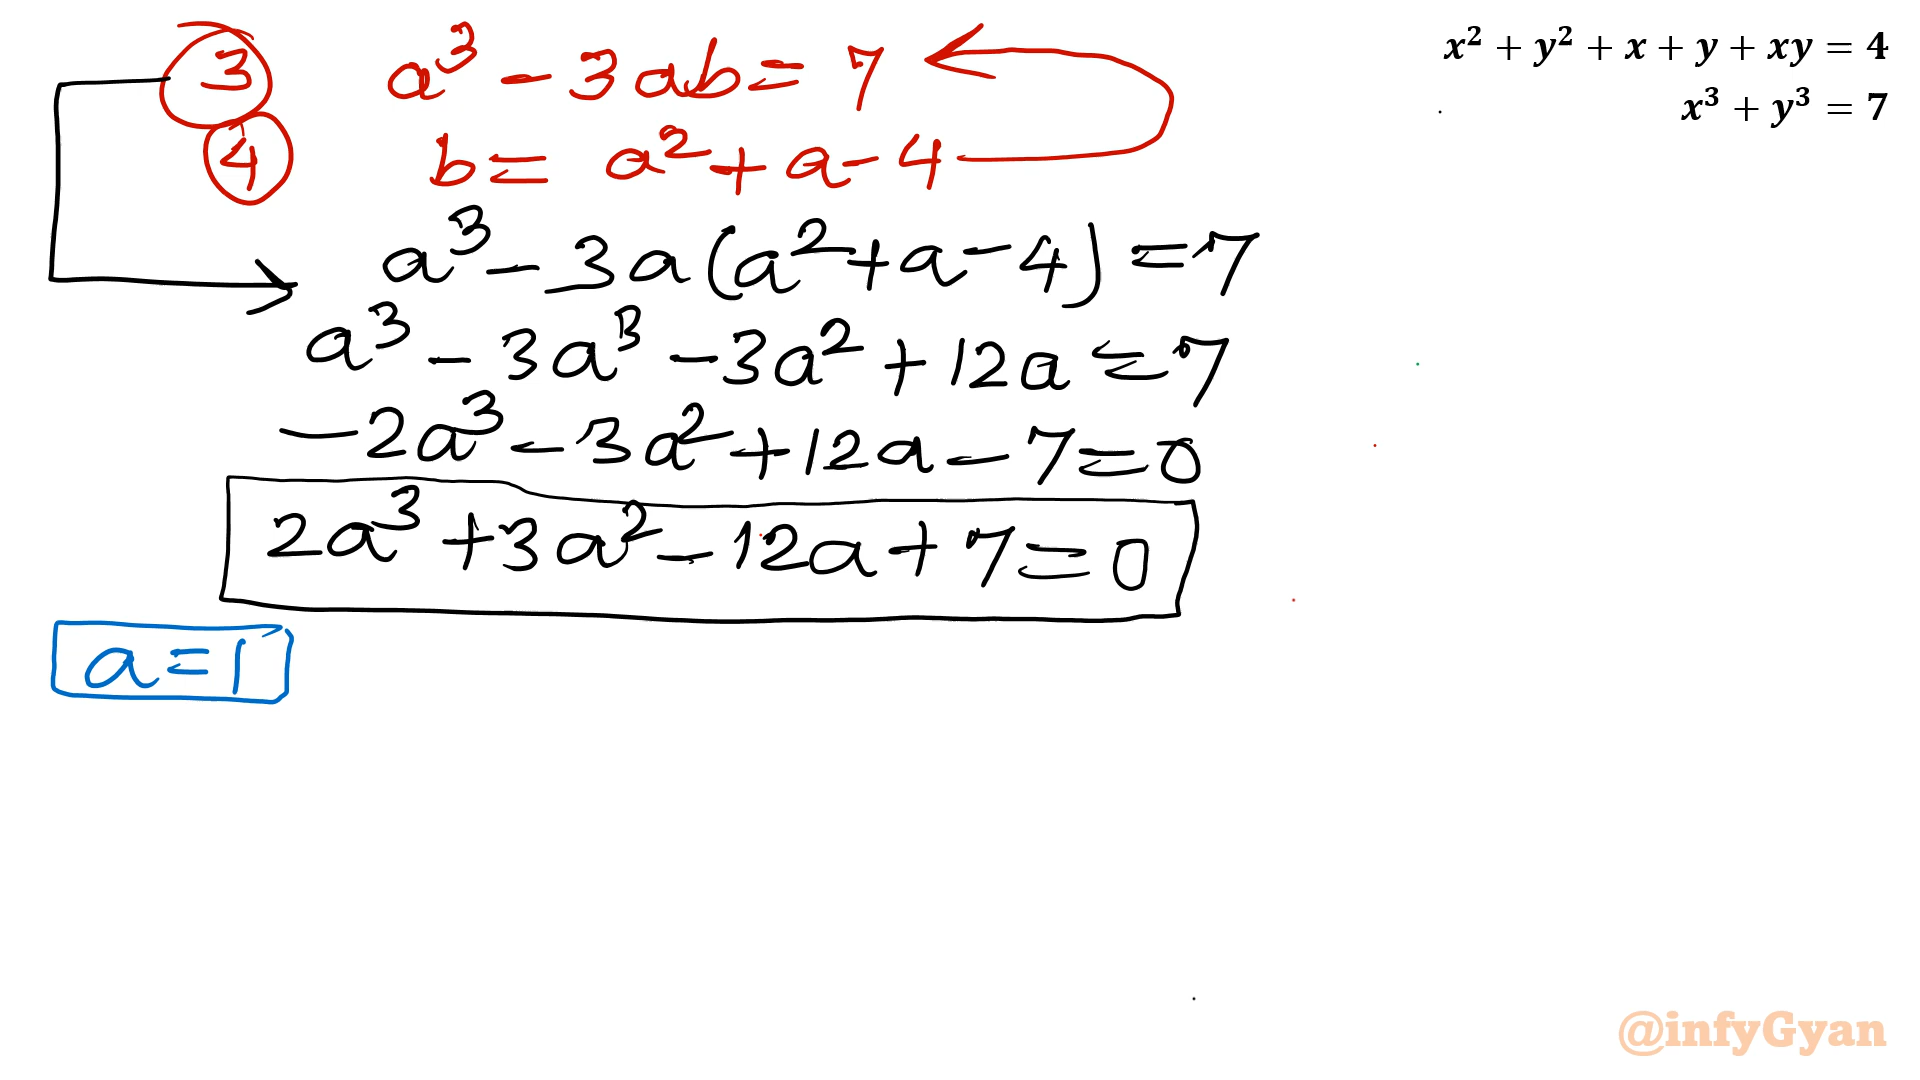 x² + y² + x + y + xy = 4
x³ + y³ = 7
3 a³ - 3ab = 7
4 b = a² + a - 4
a³ - 3a(a² + a - 4) = 7
a³ - 3a³ - 3a² + 12a = 7
-2a³ - 3a² + 12a - 7 = 0
2a³ + 3a² - 12a + 7 = 0
a = 1
@infyGyan